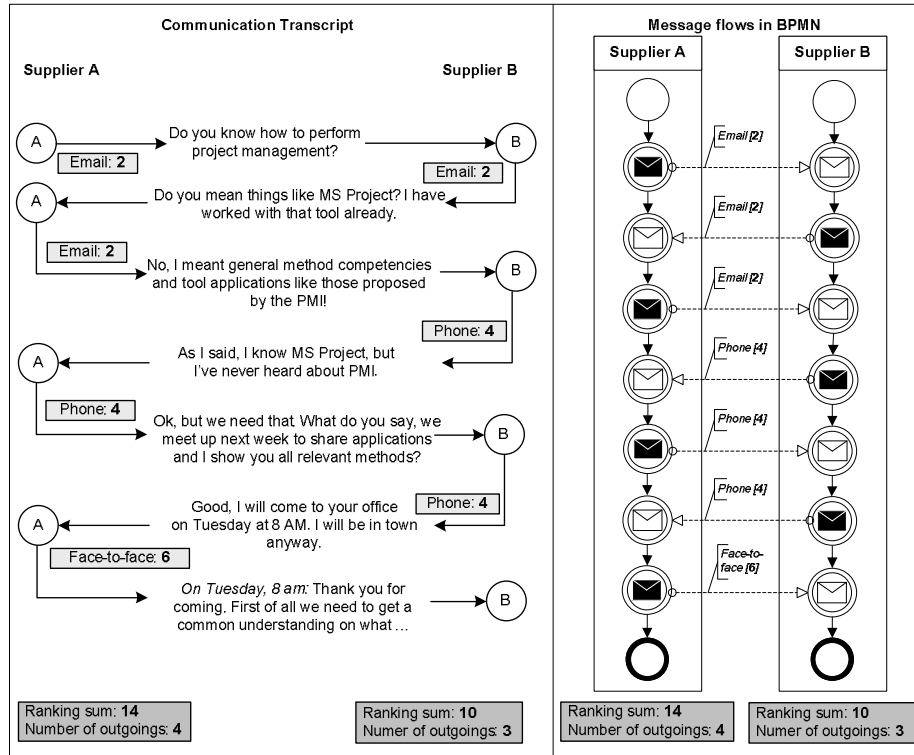 Communication Transcript
Supplier A
Supplier B
A
Do you know how to perform
project management?
B
Email: 2
Email: 2
A
Do you mean things like MS Project? I have
worked with that tool already.
Email: 2
No, I meant general method competencies
and tool applications like those proposed
by the PMI!
B
Phone: 4
A
As I said, I know MS Project, but
I've never heard about PMI.
Phone: 4
Ok, but we need that. What do you say, we
meet up next week to share applications
and I show you all relevant methods?
B
Phone: 4
A
Good, I will come to your office
on Tuesday at 8 AM. I will be in town
anyway.
Face-to-face: 6
On Tuesday, 8 am: Thank you for
coming. First of all we need to get a
common understanding on what ...
B
Ranking sum: 14
Number of outgoings: 4
Ranking sum: 10
Numer of outgoings: 3
Message flows in BPMN
Supplier A
Supplier B
Email [2]
Email [2]
Email [2]
Phone [4]
Phone [4]
Phone [4]
Face-to-
face [6]
Ranking sum: 14
Number of outgoings: 4
Ranking sum: 10
Numer of outgoings: 3